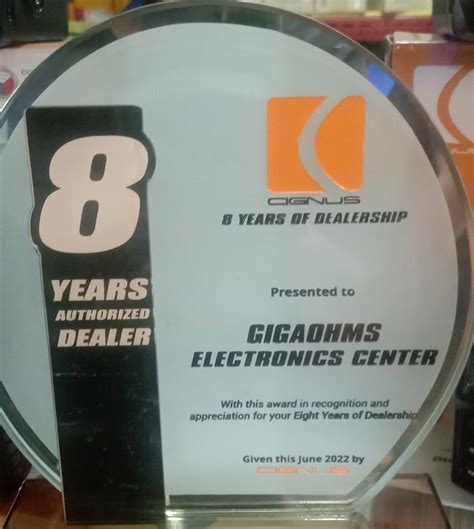 8
YEARS
AUTHORIZED
DEALER
CIGNUS
8 YEARS OF DEALERSHIP
Presented to
GIGAOHMS
ELECTRONICS CENTER
With this award in recognition and
appreciation for your Eight Years of Dealership
Given this June 2022 by
CIGNUS